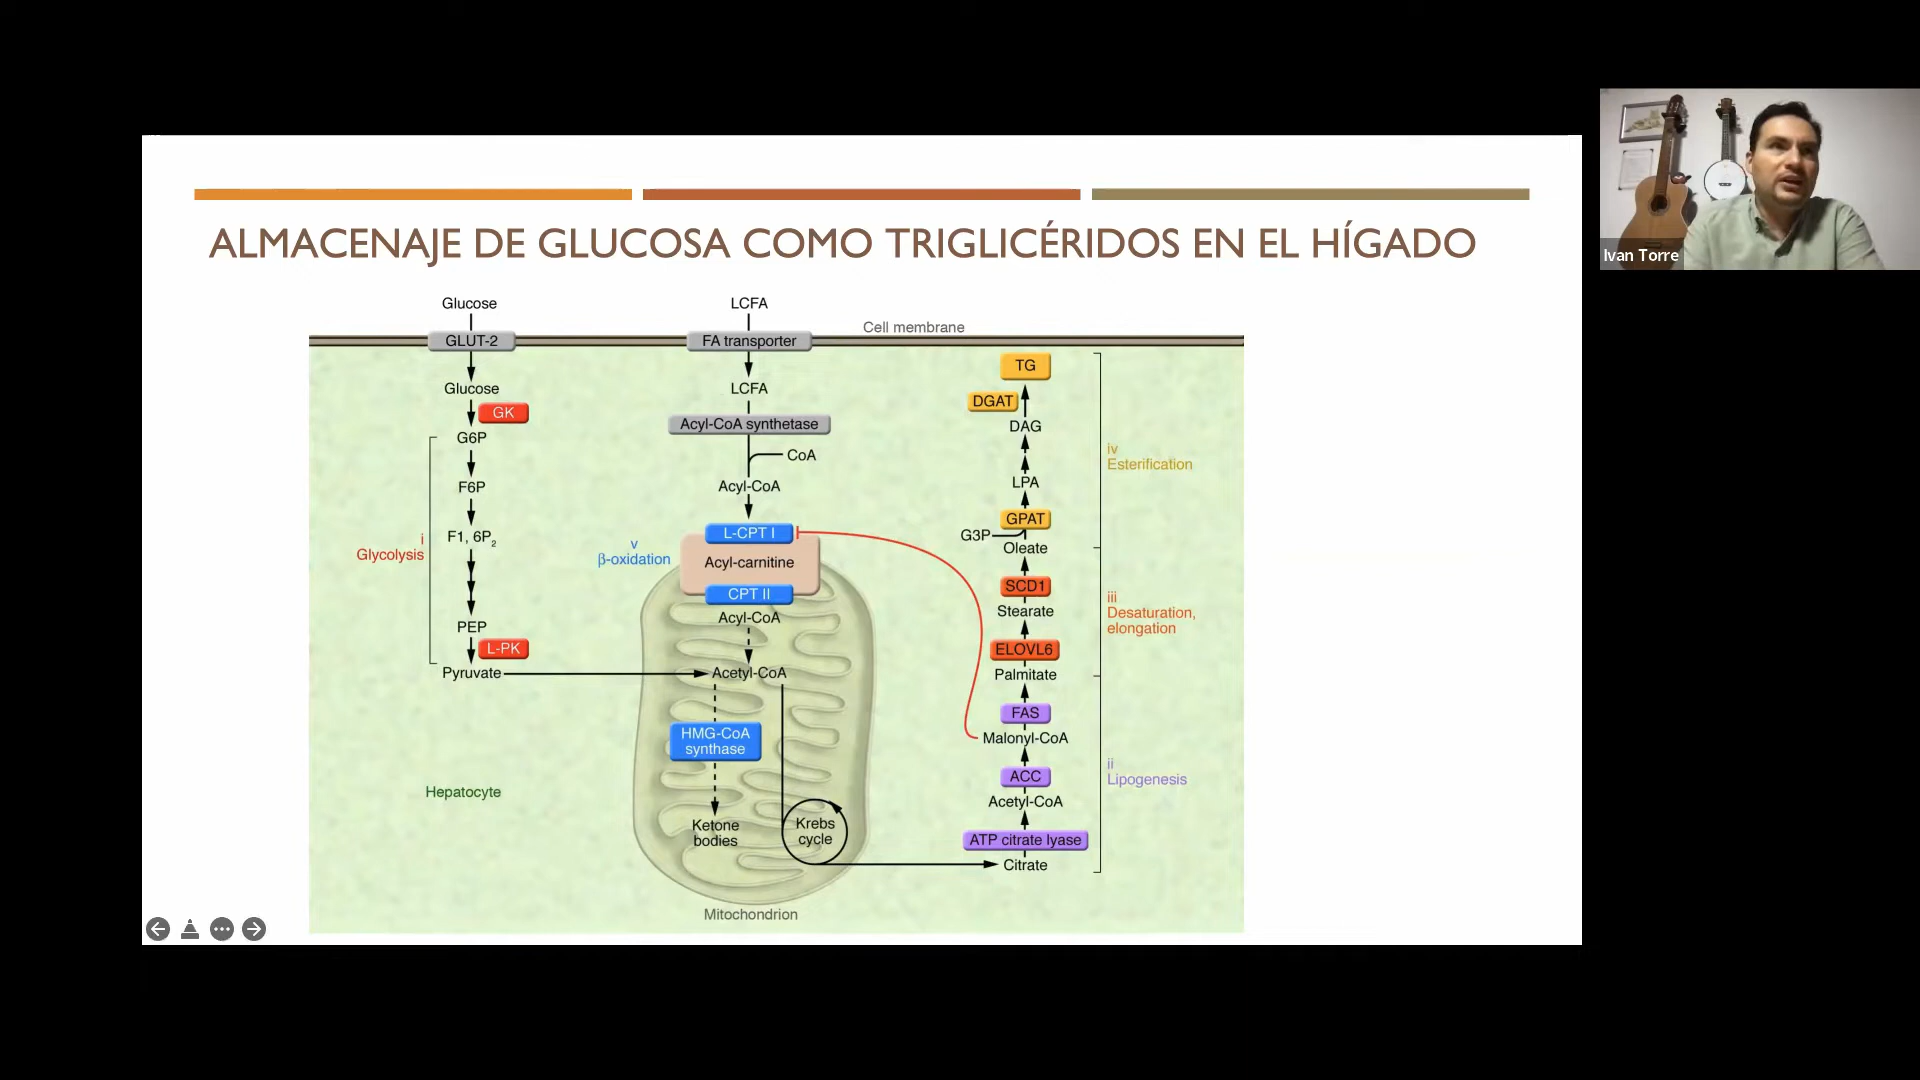 ALMACENAJE DE GLUCOSA COMO TRIGLICÉRIDOS EN EL HÍGADO
Ivan Torre
Glucose
GLUT-2
Glucose
GK
G6P
F6P
F1, 6P2
PEP
L-PK
Pyruvate
i
Glycolysis
Hepatocyte
LCFA
FA transporter
Cell membrane
LCFA
Acyl-CoA synthetase
CoA
Acyl-CoA
L-CPT I
v
β-oxidation
Acyl-carnitine
CPT II
Acyl-CoA
Acetyl-CoA
HMG-CoA
synthase
Ketone
bodies
Krebs
cycle
Mitochondrion
TG
DGAT
DAG
LPA
GPAT
G3P
Oleate
SCD1
Stearate
ELOVL6
Palmitate
FAS
Malonyl-CoA
ACC
Acetyl-CoA
ATP citrate lyase
Citrate
iv
Esterification
iii
Desaturation,
elongation
ii
Lipogenesis